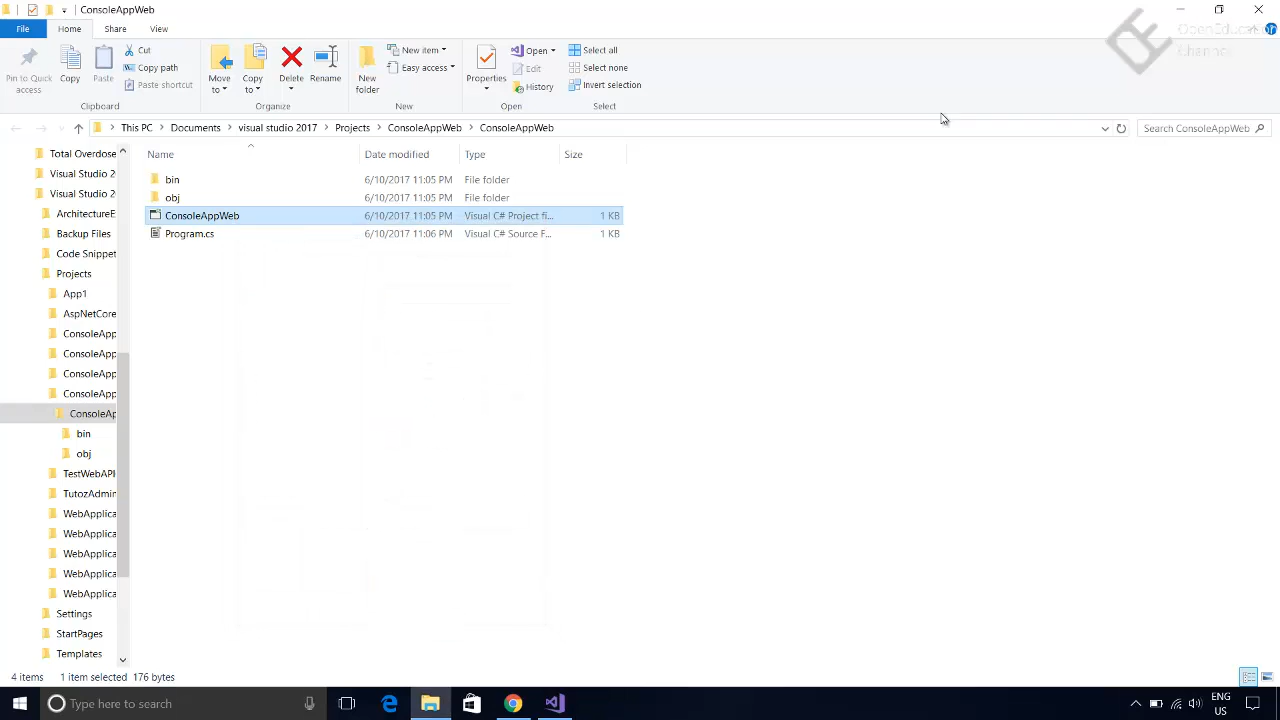 ConsoleAppWeb
File
Home
Share
View
Pin to Quick access
Copy
Paste
Cut
Copy path
Paste shortcut
Clipboard
Move to
Copy to
Delete
Rename
Organize
New folder
New item
Easy access
New
Properties
Open
Edit
History
Open
Select all
Select none
Invert selection
Select
OpenEducation
Channel
This PC
Documents
visual studio 2017
Projects
ConsoleAppWeb
ConsoleAppWeb
Search ConsoleAppWeb
Name
Date modified
Type
Size
bin
6/10/2017 11:05 PM
File folder
obj
6/10/2017 11:05 PM
File folder
ConsoleAppWeb
6/10/2017 11:05 PM
Visual C# Project fi...
1 KB
Program.cs
6/10/2017 11:06 PM
Visual C# Source F...
1 KB
Total Overdose
Visual Studio 2
Visual Studio 2
ArchitectureE
Backup Files
Code Snippet
Projects
App1
AspNetCore
ConsoleApp
ConsoleApp
ConsoleApp
ConsoleApp
ConsoleAp
bin
obj
TestWebAPI
TutozAdmin
WebApplica
WebApplica
WebApplica
WebApplica
WebApplica
Settings
StartPages
Templates
4 items
1 item selected 176 bytes
Type here to search
ENG
US